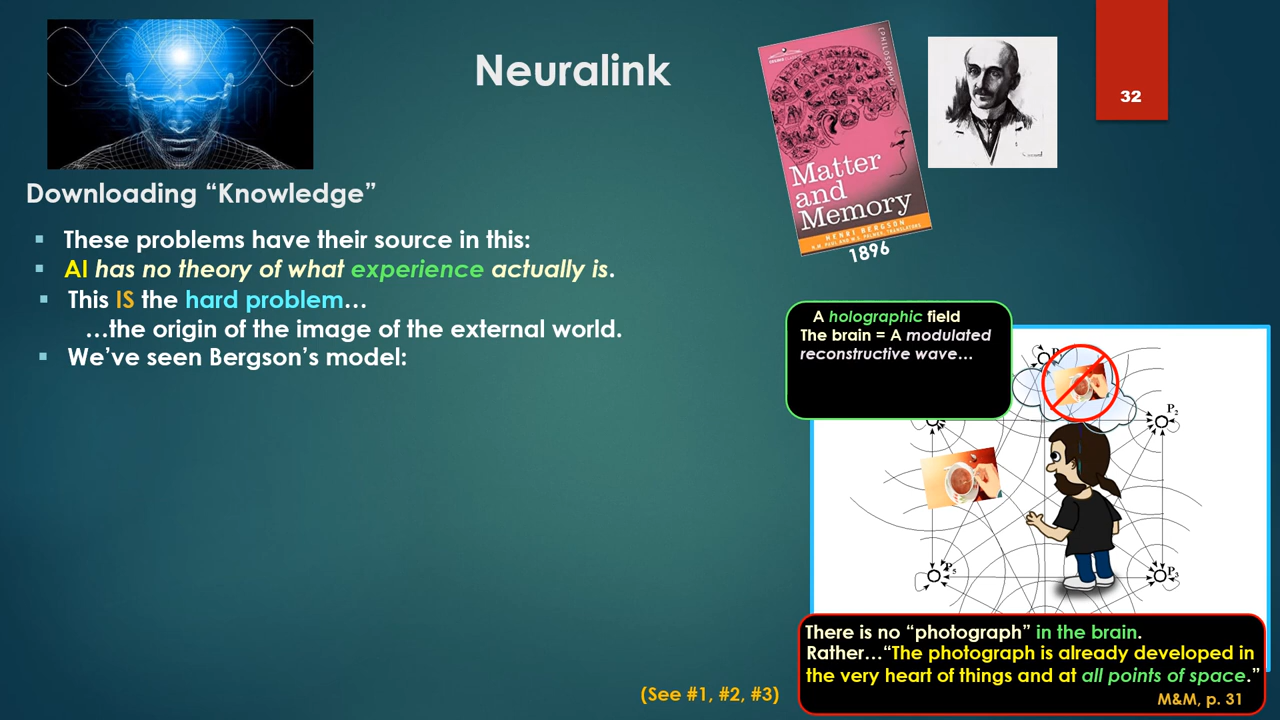 Neuralink
32
PHILOSOPHY
Matter
and
Memory
HENRI BERGSON
1896
Downloading “Knowledge”
▪ These problems have their source in this:
▪ AI has no theory of what experience actually is.
▪ This IS the hard problem…
…the origin of the image of the external world.
▪ We’ve seen Bergson’s model:
A holographic field
The brain = A modulated
reconstructive wave…
P
P₂
P₅
P₃
There is no “photograph” in the brain.
Rather…“The photograph is already developed in
the very heart of things and at all points of space.”
M&M, p. 31
(See #1, #2, #3)